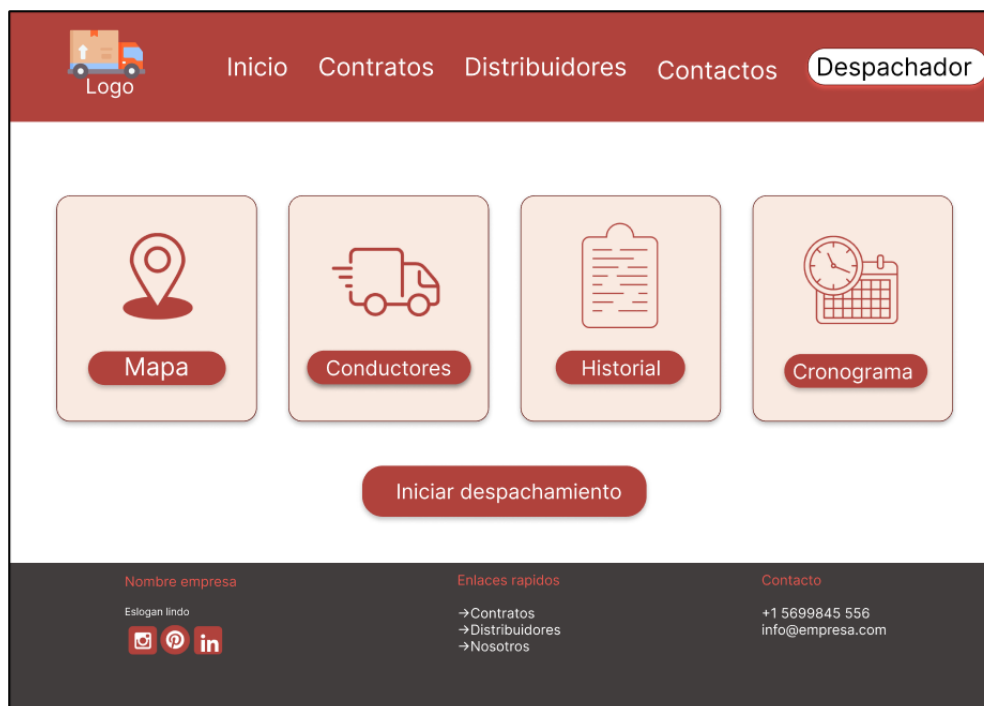 Logo
Inicio Contratos Distribuidores Contactos Despachador
Mapa
Conductores
Historial
Cronograma
Iniciar despachamiento
Nombre empresa
Eslogan lindo
in
Enlaces rapidos
→Contratos
→Distribuidores
→Nosotros
Contacto
+1 5699845 556
info@empresa.com